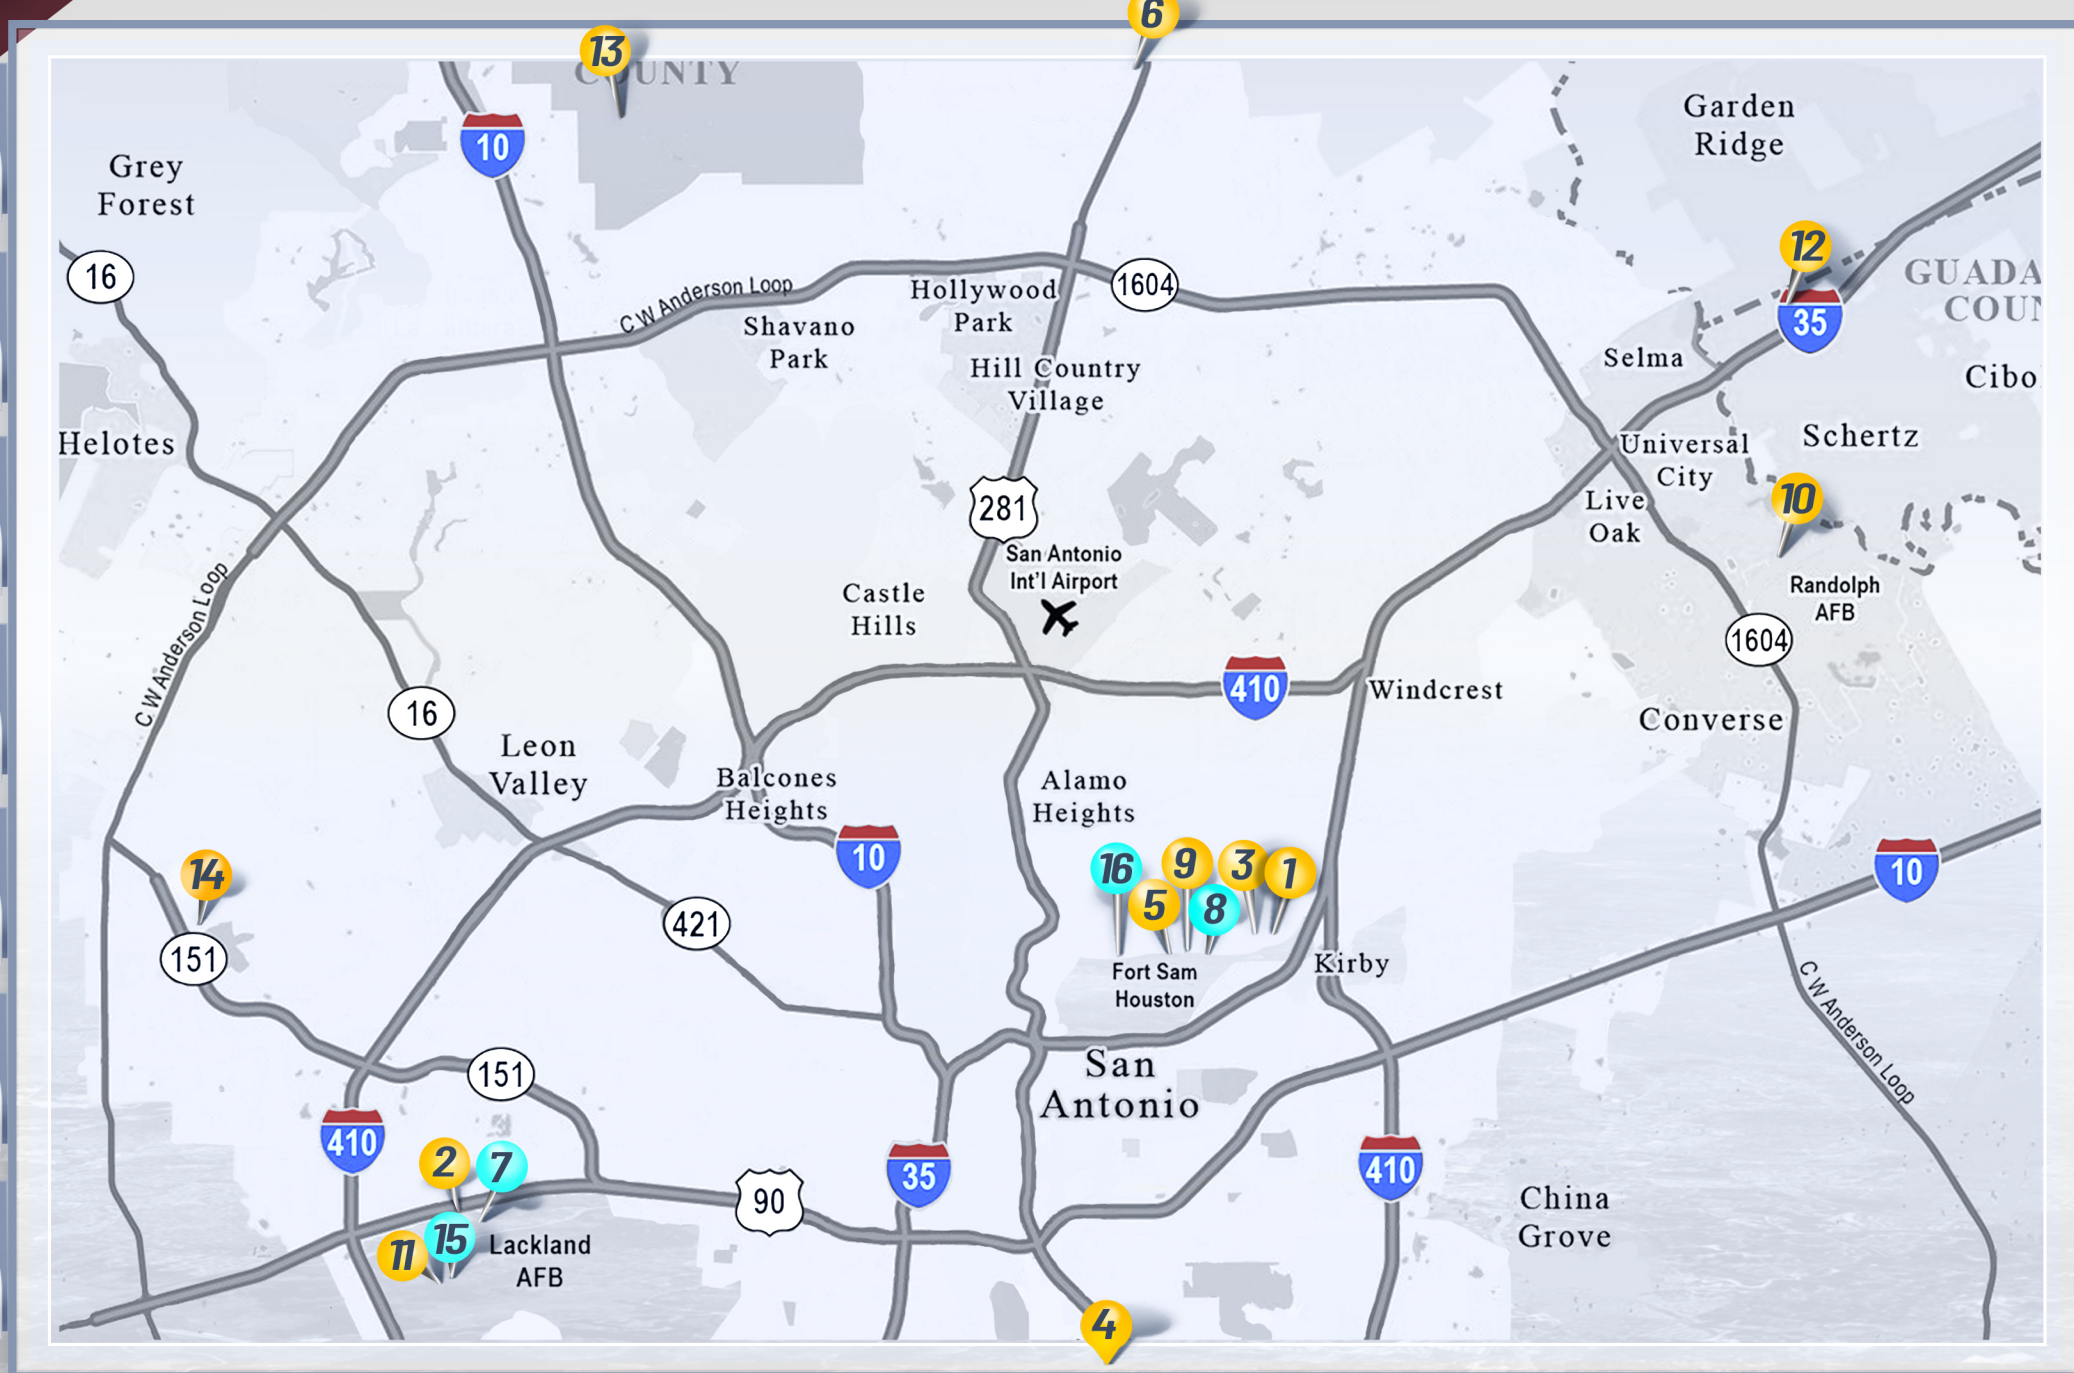 6
13
COUNTY
10
Garden
Ridge
Grey
Forest
12
16
C W Anderson Loop
1604
Hollywood
Park
GUADA
COUN
35
Shavano
Park
Hill Country
Village
Selma
Cibo
Helotes
Universal
City
Schertz
281
Live
Oak
10
San Antonio
Int'l Airport
Castle
Hills
Randolph
AFB
C W Anderson Loop
1604
16
410
Windcrest
Converse
Leon
Valley
Balcones
Heights
Alamo
Heights
14
10
16
9
3
1
5
8
10
421
151
Fort Sam
Houston
Kirby
C W Anderson Loop
San
Antonio
151
410
2
7
35
410
90
China
Grove
11
15
Lackland
AFB
4